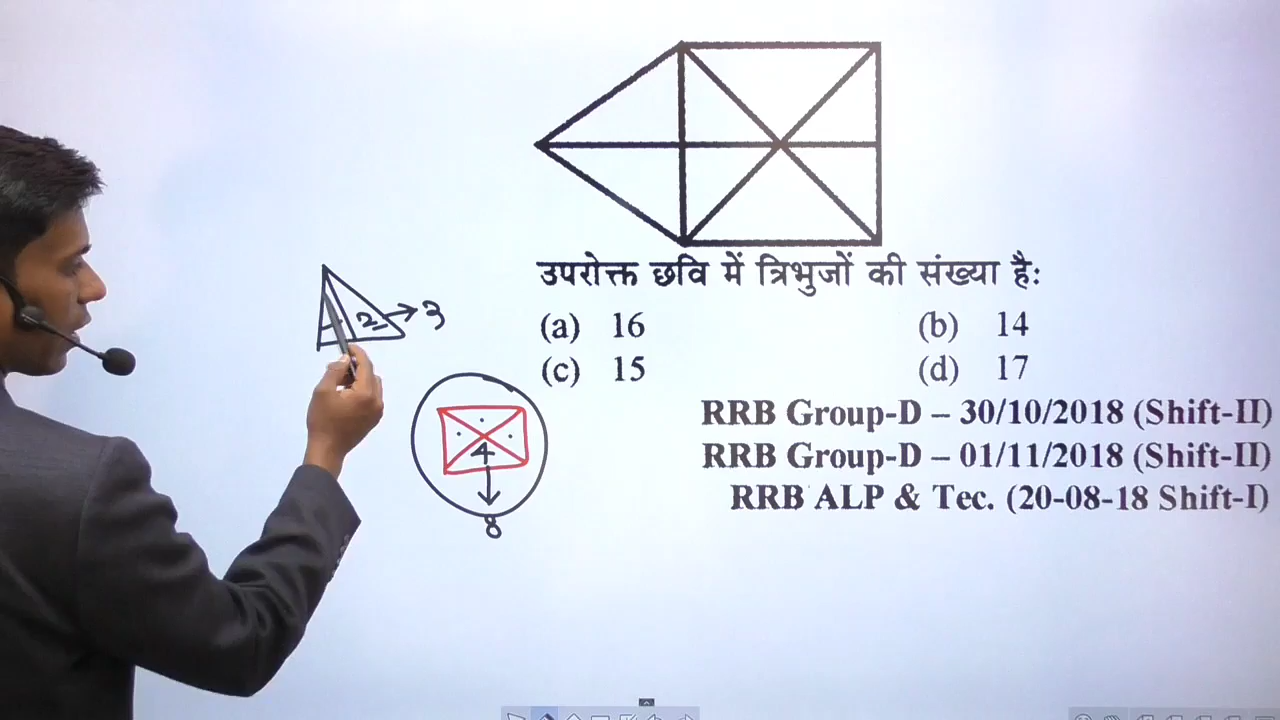 उपरोक्त छवि में त्रिभुजों की संख्या है:
(a) 16 (b) 14
(c) 15 (d) 17
RRB Group-D – 30/10/2018 (Shift-II)
RRB Group-D – 01/11/2018 (Shift-II)
RRB ALP & Tec. (20-08-18 Shift-I)
2 3
4
8